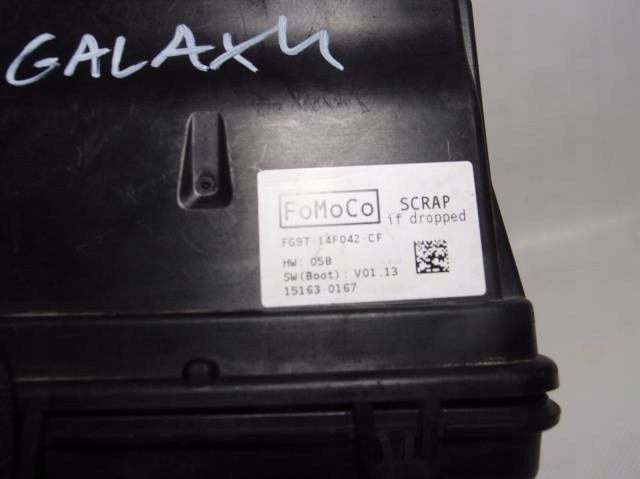 GALAXY
FoMoCo
SCRAP
if dropped
FG9T-14F042-CF
HW: 05B
SW(Boot): V01.13
15163-0167